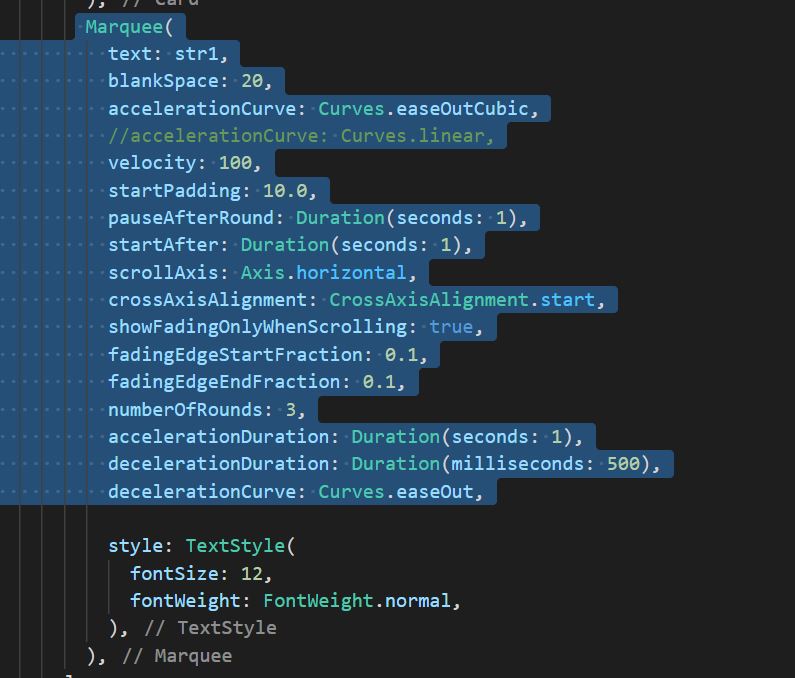 ), // Card
Marquee(
text: str1,
blankSpace: 20,
accelerationCurve: Curves.easeOutCubic,
//accelerationCurve: Curves.linear,
velocity: 100,
startPadding: 10.0,
pauseAfterRound: Duration(seconds: 1),
startAfter: Duration(seconds: 1),
scrollAxis: Axis.horizontal,
crossAxisAlignment: CrossAxisAlignment.start,
showFadingOnlyWhenScrolling: true,
fadingEdgeStartFraction: 0.1,
fadingEdgeEndFraction: 0.1,
numberOfRounds: 3,
accelerationDuration: Duration(seconds: 1),
decelerationDuration: Duration(milliseconds: 500),
decelerationCurve: Curves.easeOut,
style: TextStyle(
fontSize: 12,
fontWeight: FontWeight.normal,
), // TextStyle
), // Marquee